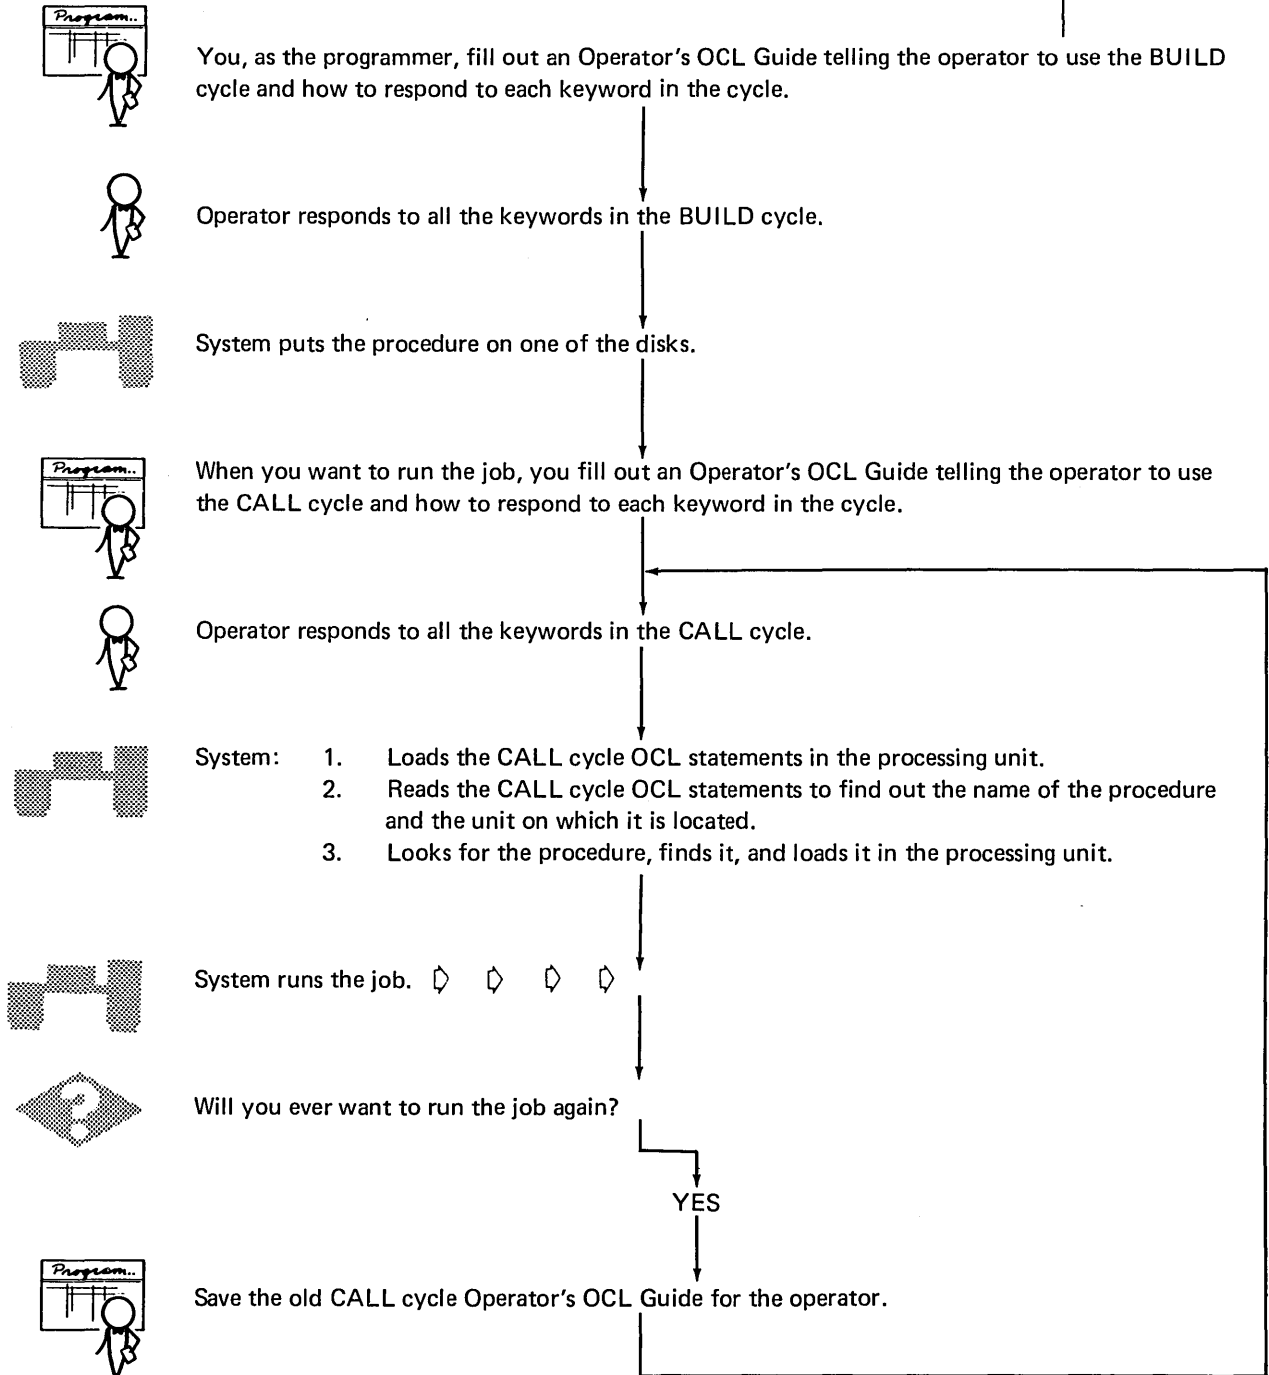 Program..
You, as the programmer, fill out an Operator's OCL Guide telling the operator to use the BUILD
cycle and how to respond to each keyword in the cycle.
Operator responds to all the keywords in the BUILD cycle.
System puts the procedure on one of the disks.
Program..
When you want to run the job, you fill out an Operator's OCL Guide telling the operator to use
the CALL cycle and how to respond to each keyword in the cycle.
Operator responds to all the keywords in the CALL cycle.
System: 1. Loads the CALL cycle OCL statements in the processing unit.
2. Reads the CALL cycle OCL statements to find out the name of the procedure
and the unit on which it is located.
3. Looks for the procedure, finds it, and loads it in the processing unit.
System runs the job.
?
Will you ever want to run the job again?
YES
Program..
Save the old CALL cycle Operator's OCL Guide for the operator.